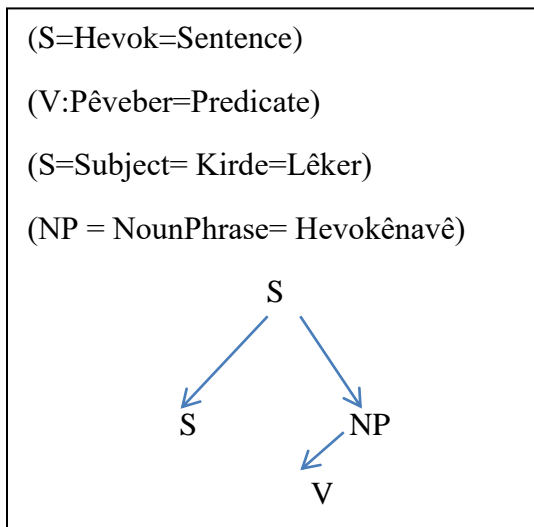 (S=Hevok=Sentence)
(V:Pêveber=Predicate)
(S=Subject= Kirde=Lêker)
(NP = NounPhrase= Hevokênavê)
S
S NP
V